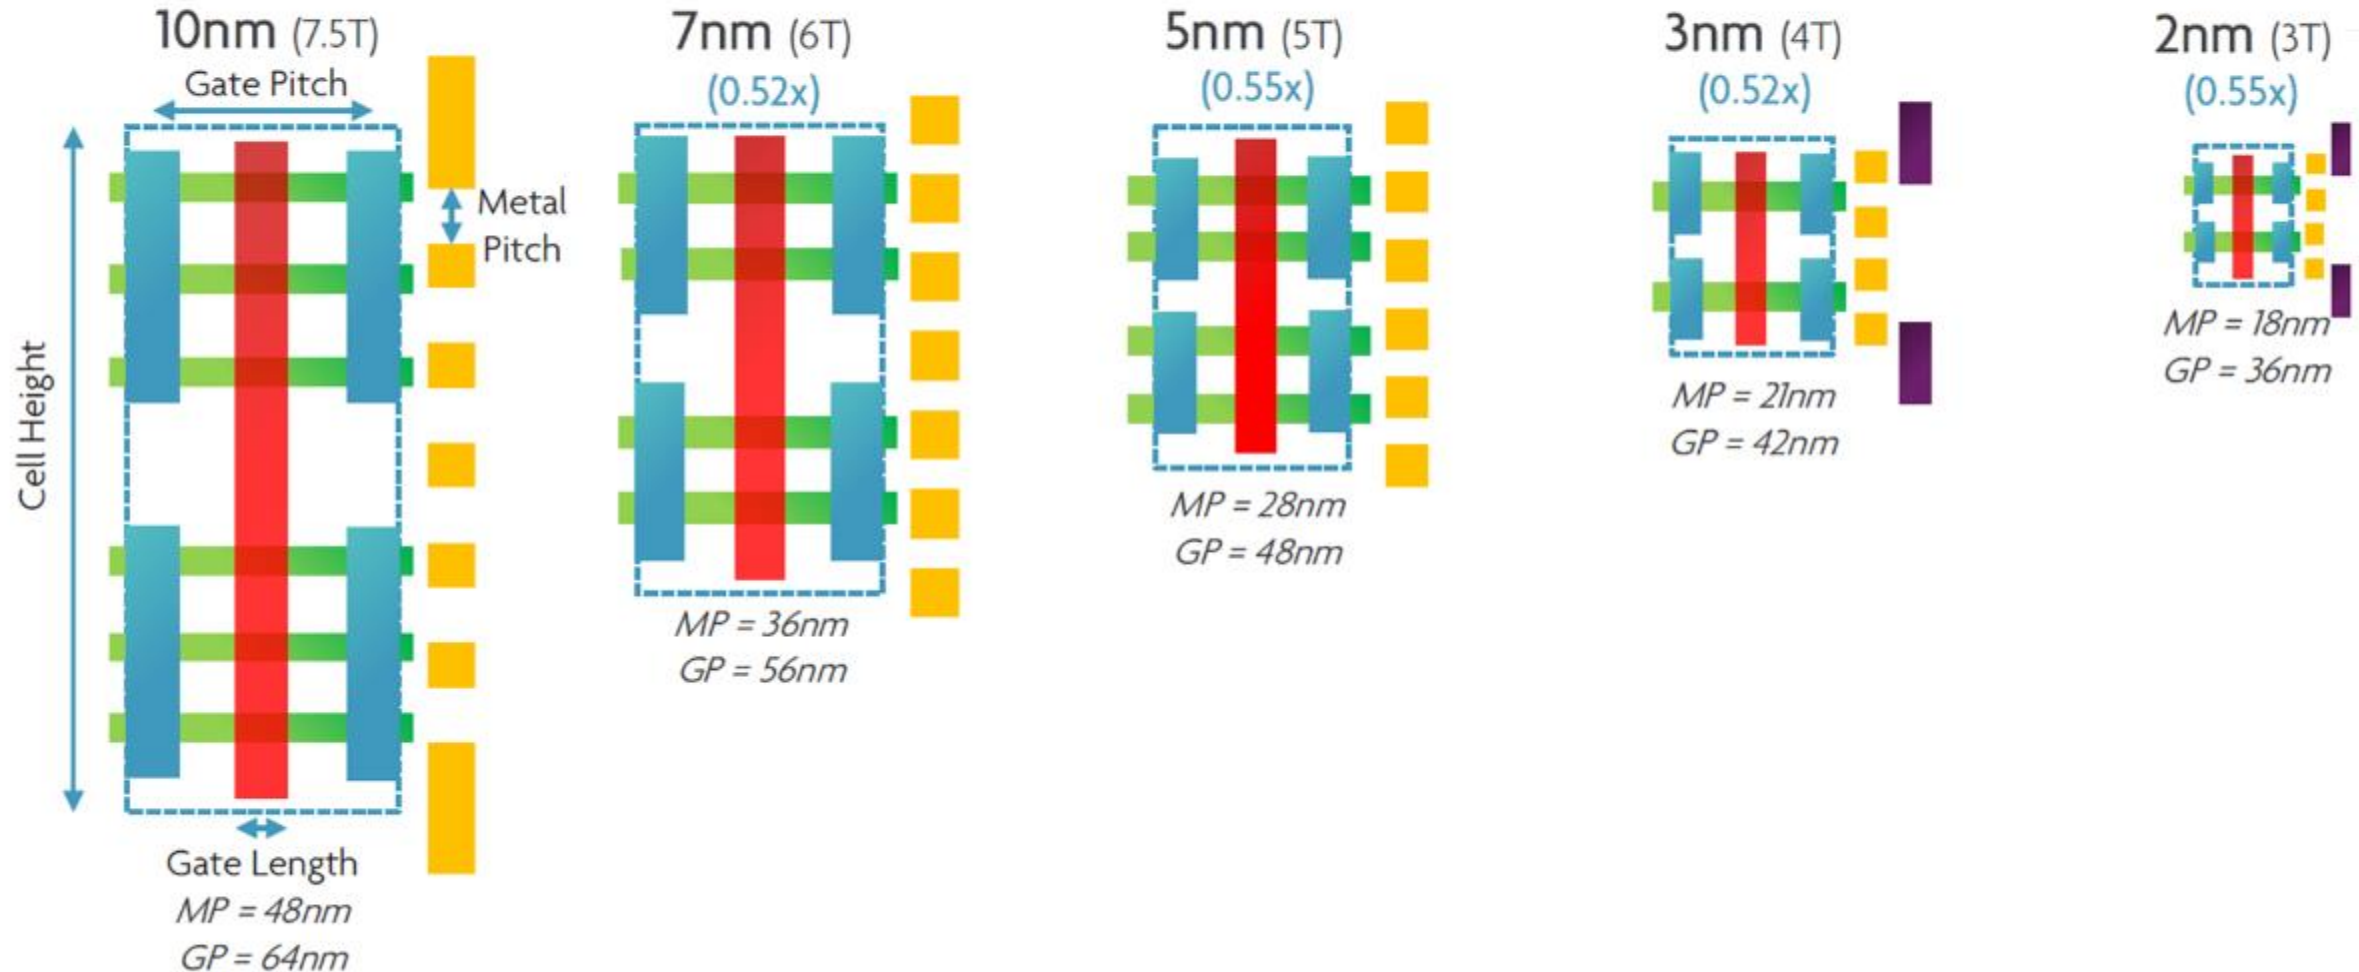 10nm (7.5T)
Gate Pitch
Cell Height
Metal
Pitch
Gate Length
MP = 48nm
GP = 64nm
7nm (6T)
(0.52x)
MP = 36nm
GP = 56nm
5nm (5T)
(0.55x)
MP = 28nm
GP = 48nm
3nm (4T)
(0.52x)
MP = 21nm
GP = 42nm
2nm (3T)
(0.55x)
MP = 18nm
GP = 36nm